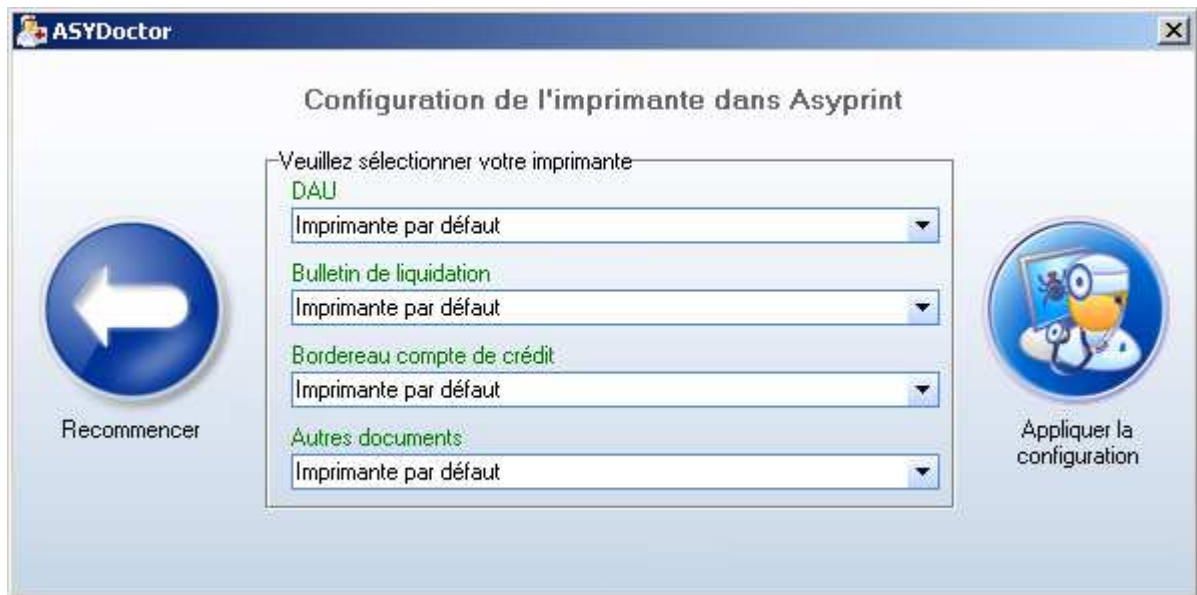 ASYDoctor
Configuration de l'imprimante dans Asyprint
Veuillez sélectionner votre imprimante
DAU
Imprimante par défaut
Bulletin de liquidation
Imprimante par défaut
Bordereau compte de crédit
Imprimante par défaut
Autres documents
Imprimante par défaut
Recommencer
Appliquer la
configuration